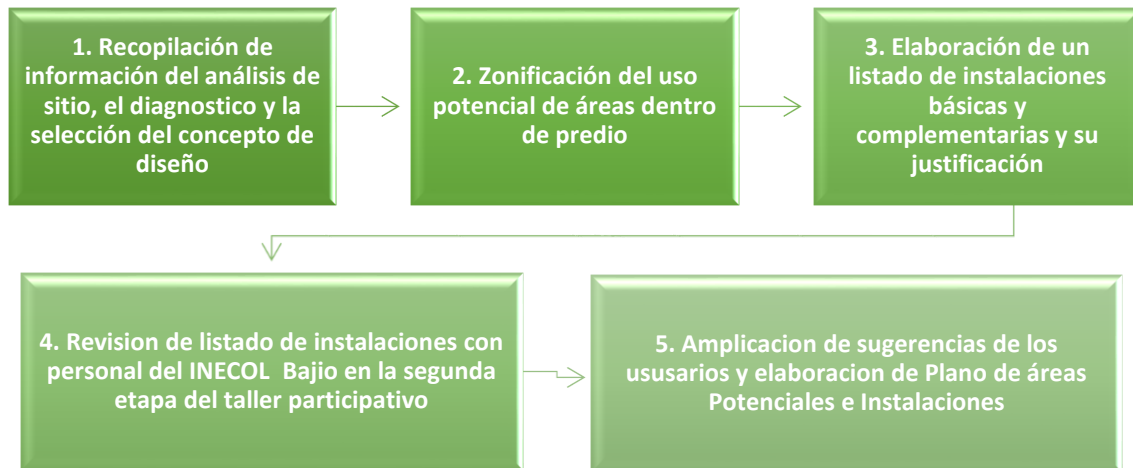 1. Recopilación de
información del análisis de
sitio, el diagnostico y la
selección del concepto de
diseño
2. Zonificación del uso
potencial de áreas dentro
de predio
3. Elaboración de un
listado de instalaciones
básicas y
complementarias y su
justificación
4. Revision de listado de instalaciones con
personal del INECOL Bajio en la segunda
etapa del taller participativo
5. Amplicacion de sugerencias de los
ususarios y elaboracion de Plano de áreas
Potenciales e Instalaciones